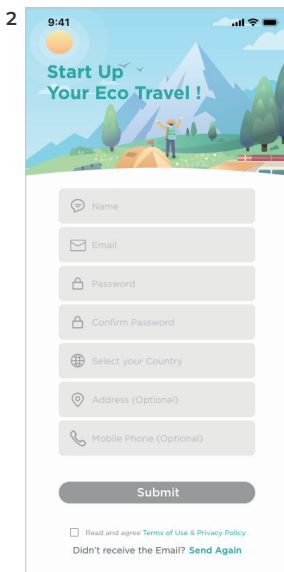 2
9:41
Start Up
Your Eco Travel !
Name
Email
Password
Confirm Password
Select your Country
Address (Optional)
Mobile Phone (Optional)
Submit
Read and agree Terms of Use & Privacy Policy
Didn't receive the Email? Send Again